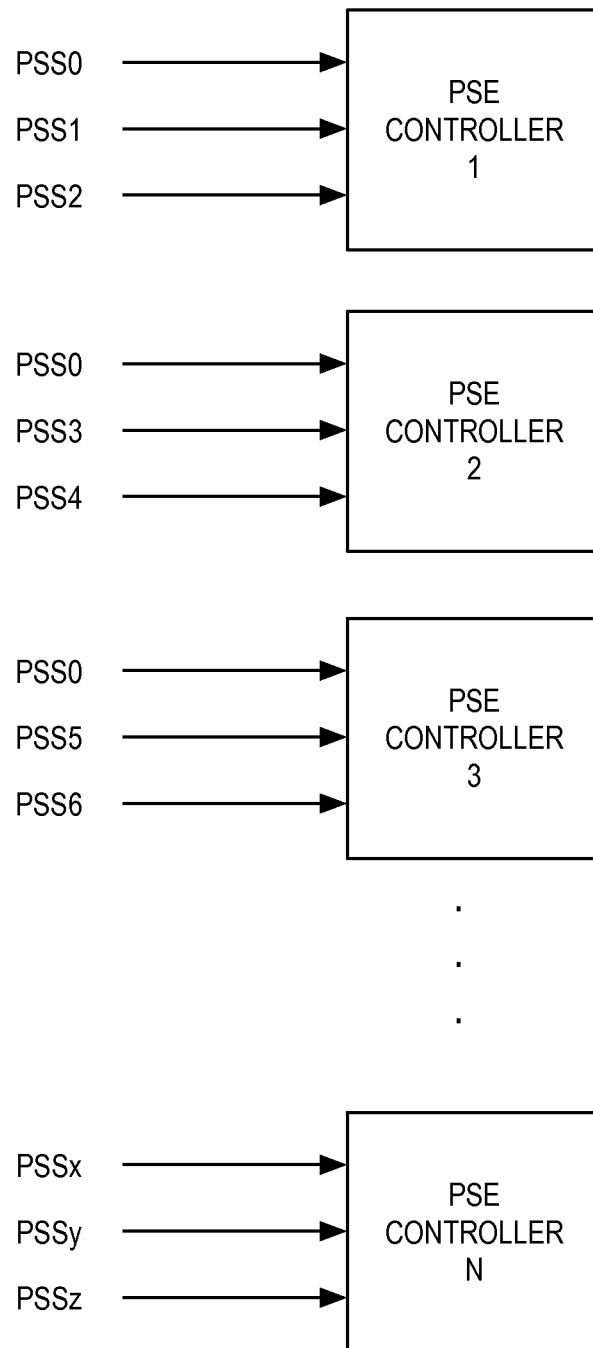 PSS0
PSS1
PSS2
PSE
CONTROLLER
1
PSS0
PSS3
PSS4
PSE
CONTROLLER
2
PSS0
PSS5
PSS6
PSE
CONTROLLER
3
.
.
.
PSSx
PSSy
PSSz
PSE
CONTROLLER
N